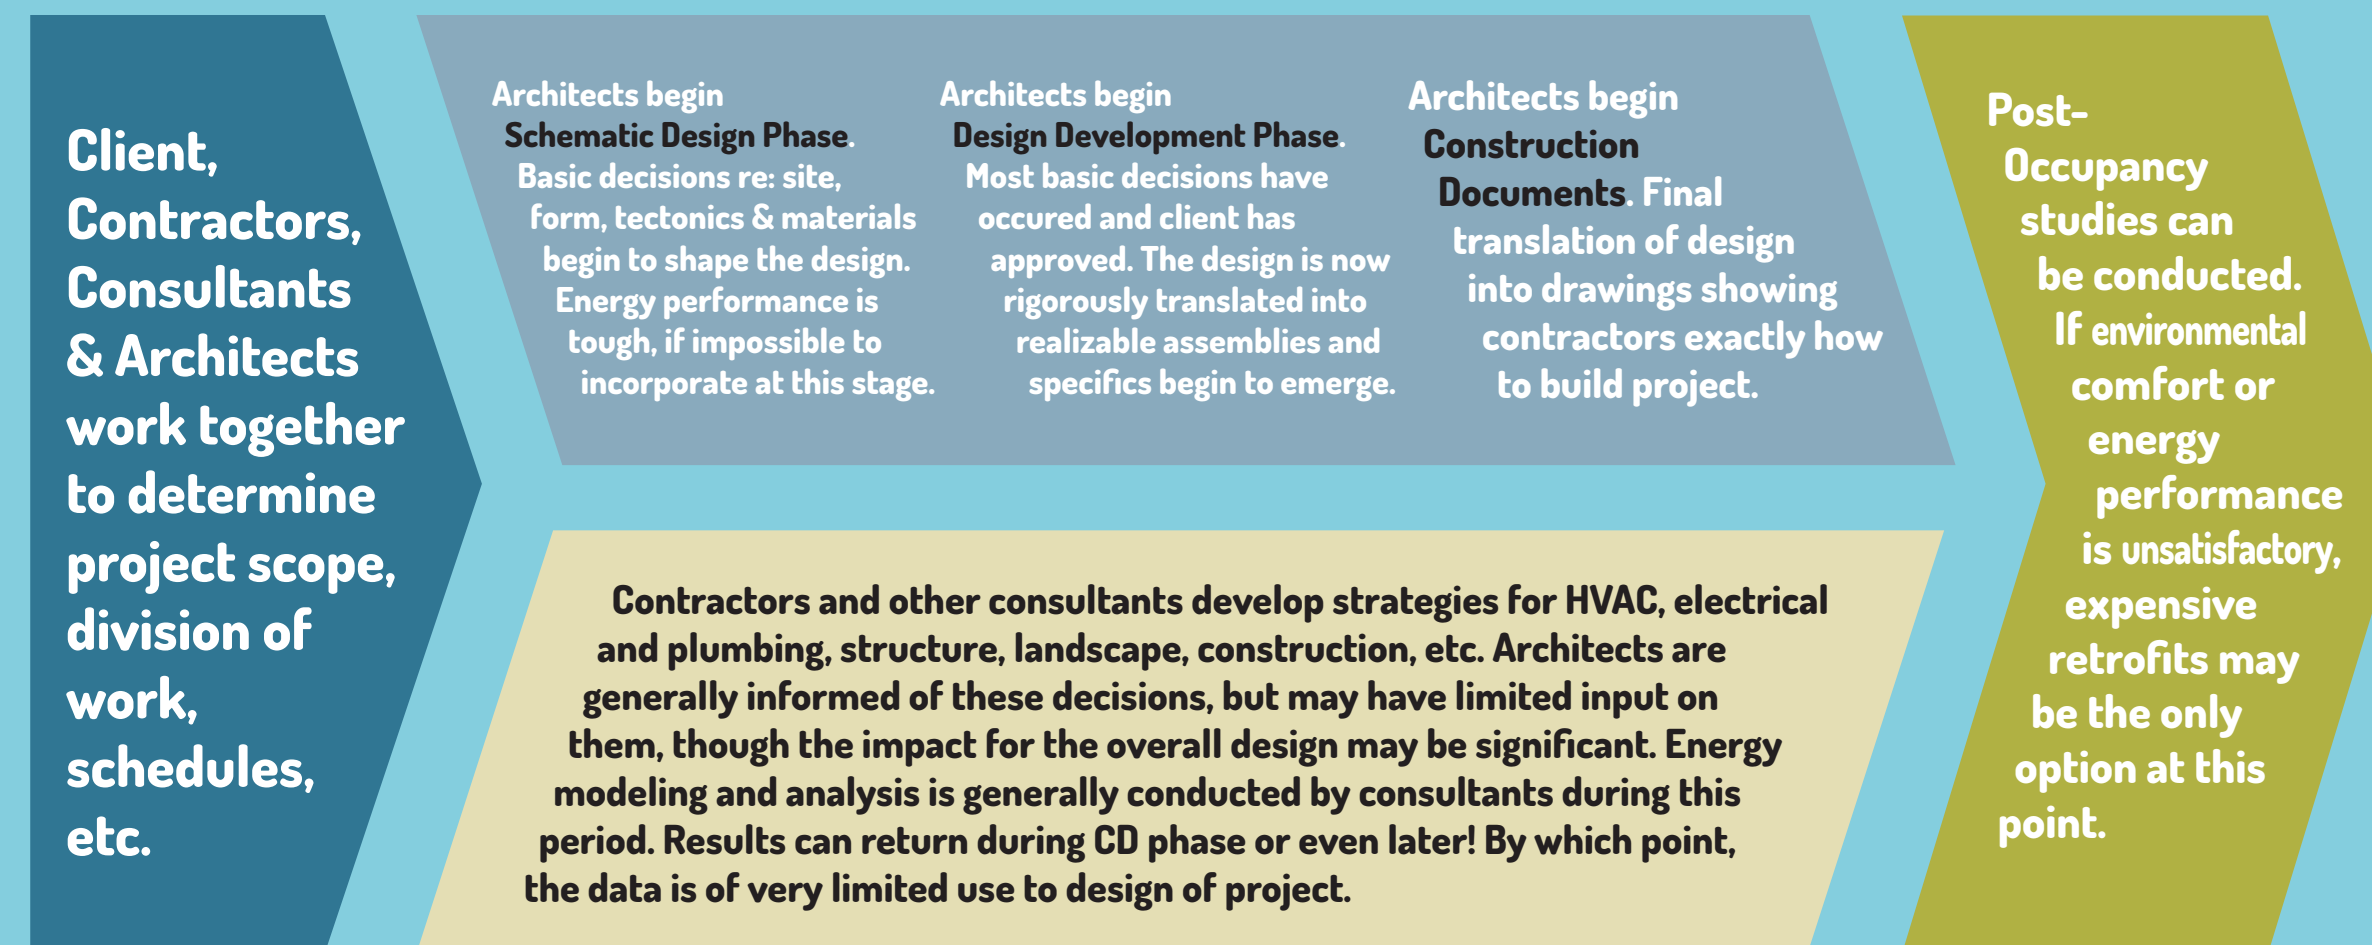 Client,
Contractors,
Consultants
& Architects
work together
to determine
project scope,
division of
work,
schedules,
etc.
Architects begin
Schematic Design Phase.
Basic decisions re: site,
form, tectonics & materials
begin to shape the design.
Energy performance is
tough, if impossible to
incorporate at this stage.
Architects begin
Design Development Phase.
Most basic decisions have
occured and client has
approved. The design is now
rigorously translated into
realizable assemblies and
specifics begin to emerge.
Architects begin
Construction
Documents. Final
translation of design
into drawings showing
contractors exactly how
to build project.
Contractors and other consultants develop strategies for HVAC, electrical
and plumbing, structure, landscape, construction, etc. Architects are
generally informed of these decisions, but may have limited input on
them, though the impact for the overall design may be significant. Energy
modeling and analysis is generally conducted by consultants during this
period. Results can return during CD phase or even later! By which point,
the data is of very limited use to design of project.
Post-
Occupancy
studies can
be conducted.
If environmental
comfort or
energy
performance
is unsatisfactory,
expensive
retrofits may
be the only
option at this
point.